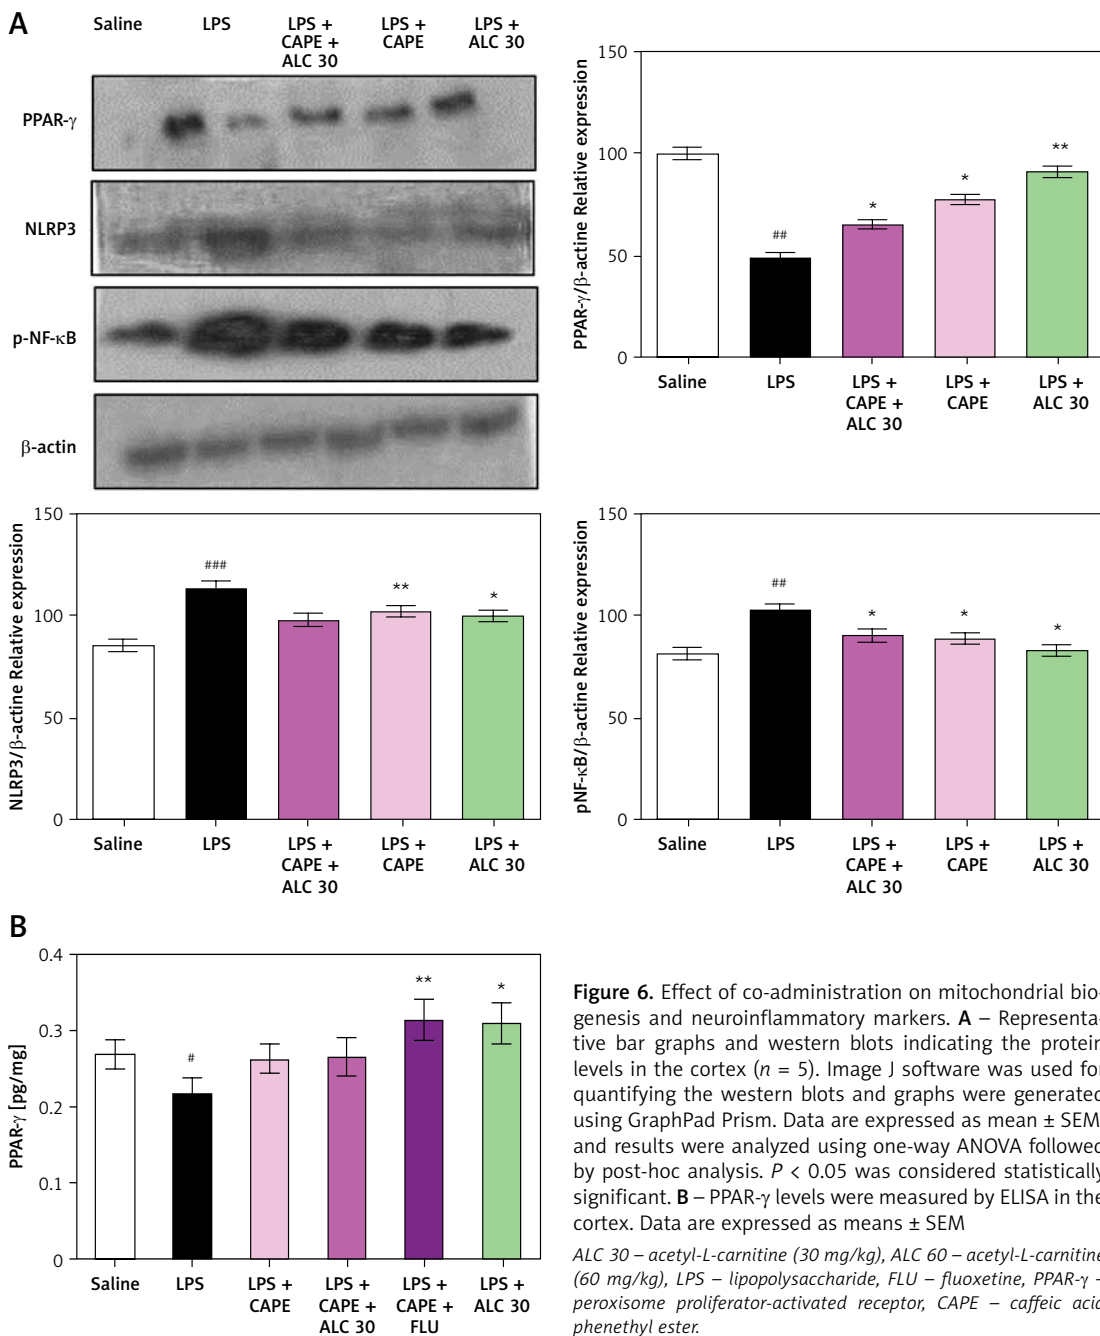 A
Saline LPS LPS + LPS + LPS +
CAPE + CAPE ALC 30
ALC 30
PPAR-γ
NLRP3
p-NF-κB
β-actin
PPAR-γ/β-actine Relative expression
150
100
50
0
##
*
*
**
Saline LPS LPS + LPS + LPS +
CAPE + CAPE ALC 30
ALC 30
NLRP3/β-actine Relative expression
150
100
50
0
###
**
*
Saline LPS LPS + LPS + LPS +
CAPE + CAPE ALC 30
ALC 30
pNF-κB/β-actine Relative expression
150
100
50
0
##
*
*
*
Saline LPS LPS + LPS + LPS +
CAPE + CAPE ALC 30
ALC 30
B
PPAR-γ [pg/mg]
0.4
0.3
0.2
0.1
0
#
**
*
Saline LPS LPS + LPS + LPS + LPS +
CAPE CAPE + CAPE + ALC 30
ALC 30 FLU
Figure 6. Effect of co-administration on mitochondrial bio-
genesis and neuroinflammatory markers. A – Representa-
tive bar graphs and western blots indicating the protein
levels in the cortex (n = 5). Image J software was used for
quantifying the western blots and graphs were generated
using GraphPad Prism. Data are expressed as mean ± SEM
and results were analyzed using one-way ANOVA followed
by post-hoc analysis. P < 0.05 was considered statistically
significant. B – PPAR-γ levels were measured by ELISA in the
cortex. Data are expressed as means ± SEM
ALC 30 – acetyl-L-carnitine (30 mg/kg), ALC 60 – acetyl-L-carnitine
(60 mg/kg), LPS – lipopolysaccharide, FLU – fluoxetine, PPAR-γ –
peroxisome proliferator-activated receptor, CAPE – caffeic acid
phenethyl ester.